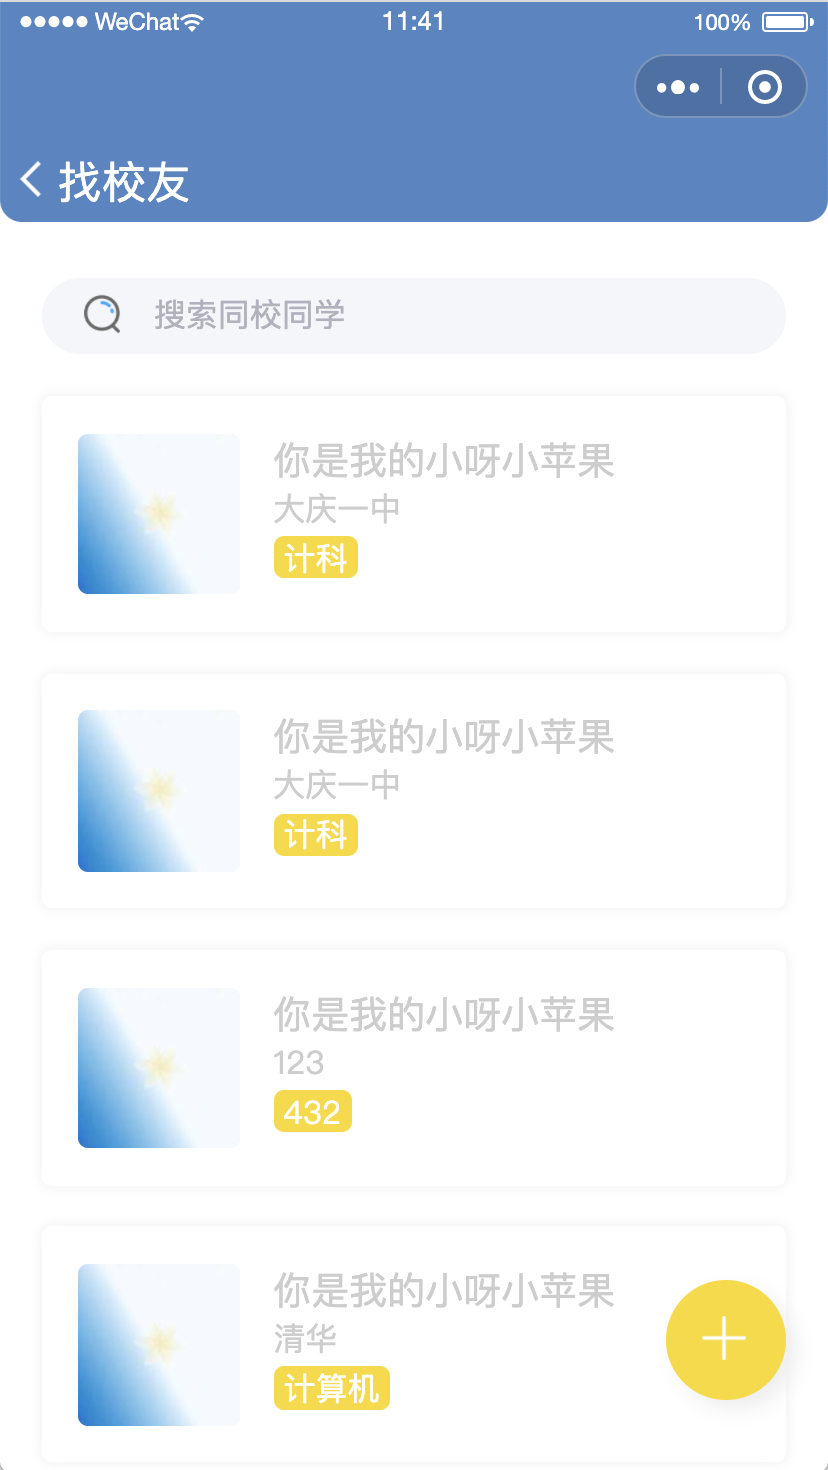 WeChat 11:41 100%
找校友
搜索同校同学
你是我的小呀小苹果
大庆一中
计科
你是我的小呀小苹果
大庆一中
计科
你是我的小呀小苹果
123
432
你是我的小呀小苹果
清华
计算机